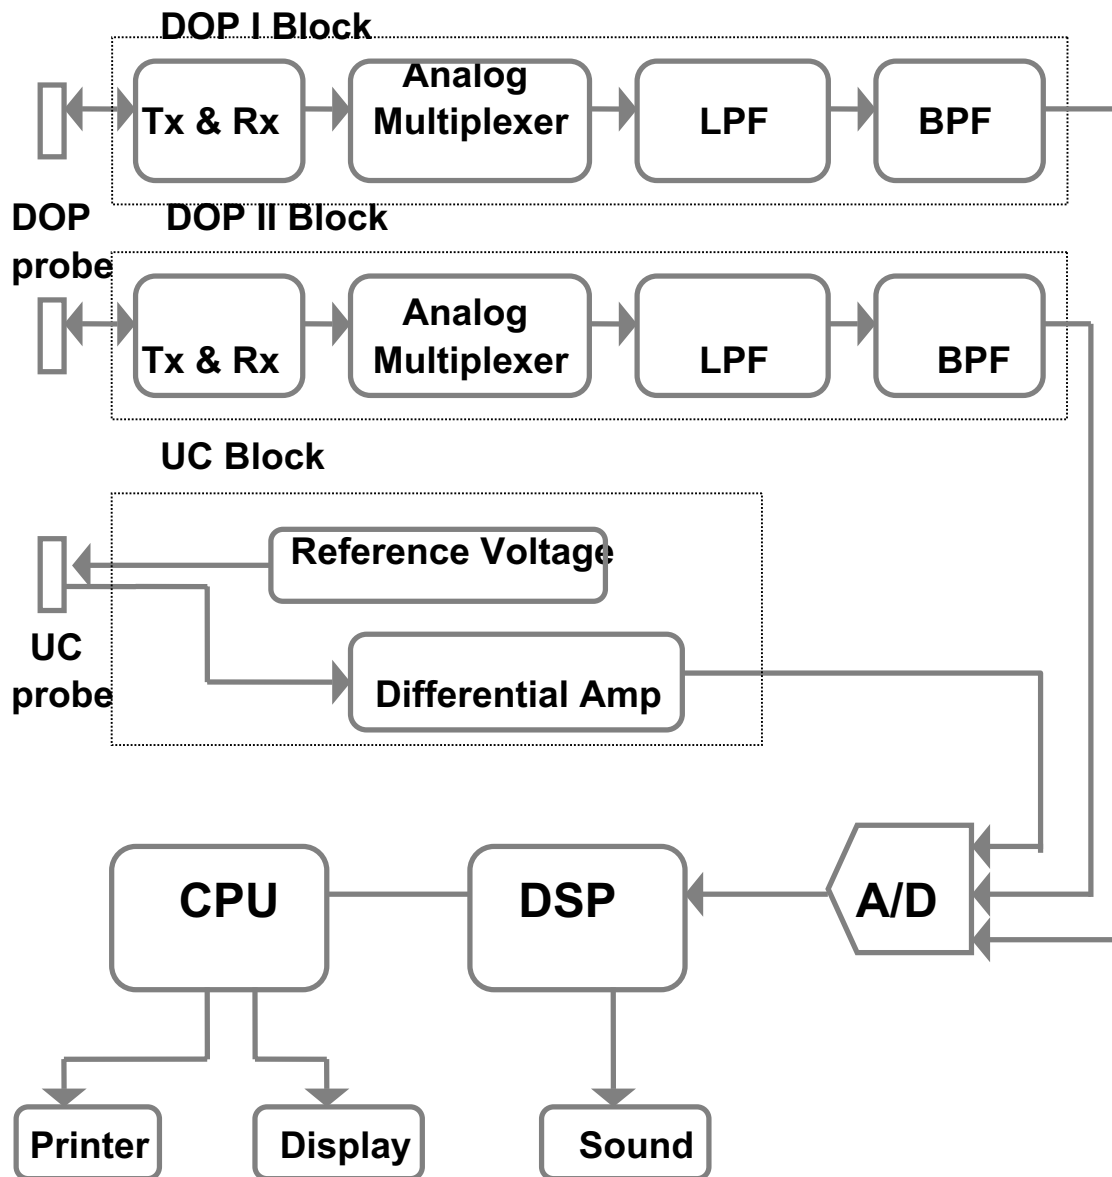 DOP I Block
Tx & Rx
Analog
Multiplexer
LPF
BPF
DOP
probe
DOP II Block
Tx & Rx
Analog
Multiplexer
LPF
BPF
UC Block
Reference Voltage
UC
probe
Differential Amp
CPU
DSP
A/D
Printer
Display
Sound